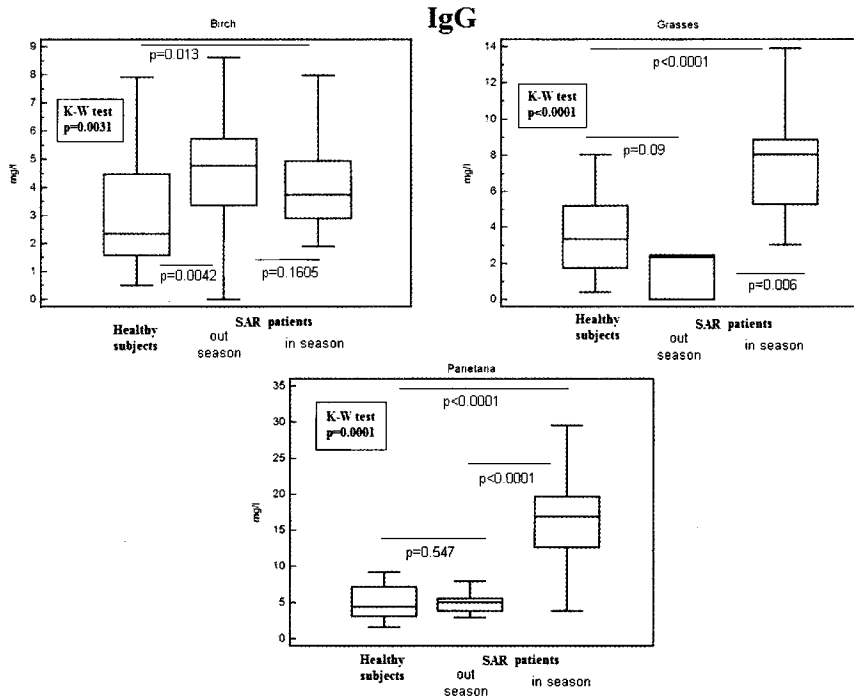 IgG
Birch
9
8
7
6
5
4
3
2
1
0
mg/l
K-W test
p=0.0031
p=0.013
p=0.0042
p=0.1605
Healthy
subjects
SAR patients
out
season
in season
Grasses
14
12
10
8
6
4
2
0
mg/l
K-W test
p<0.0001
p<0.0001
p=0.09
p=0.006
Healthy
subjects
SAR patients
out
season
in season
Parietaria
35
30
25
20
15
10
5
0
mg/l
K-W test
p=0.0001
p<0.0001
p<0.0001
p=0.547
Healthy
subjects
SAR patients
out
season
in season